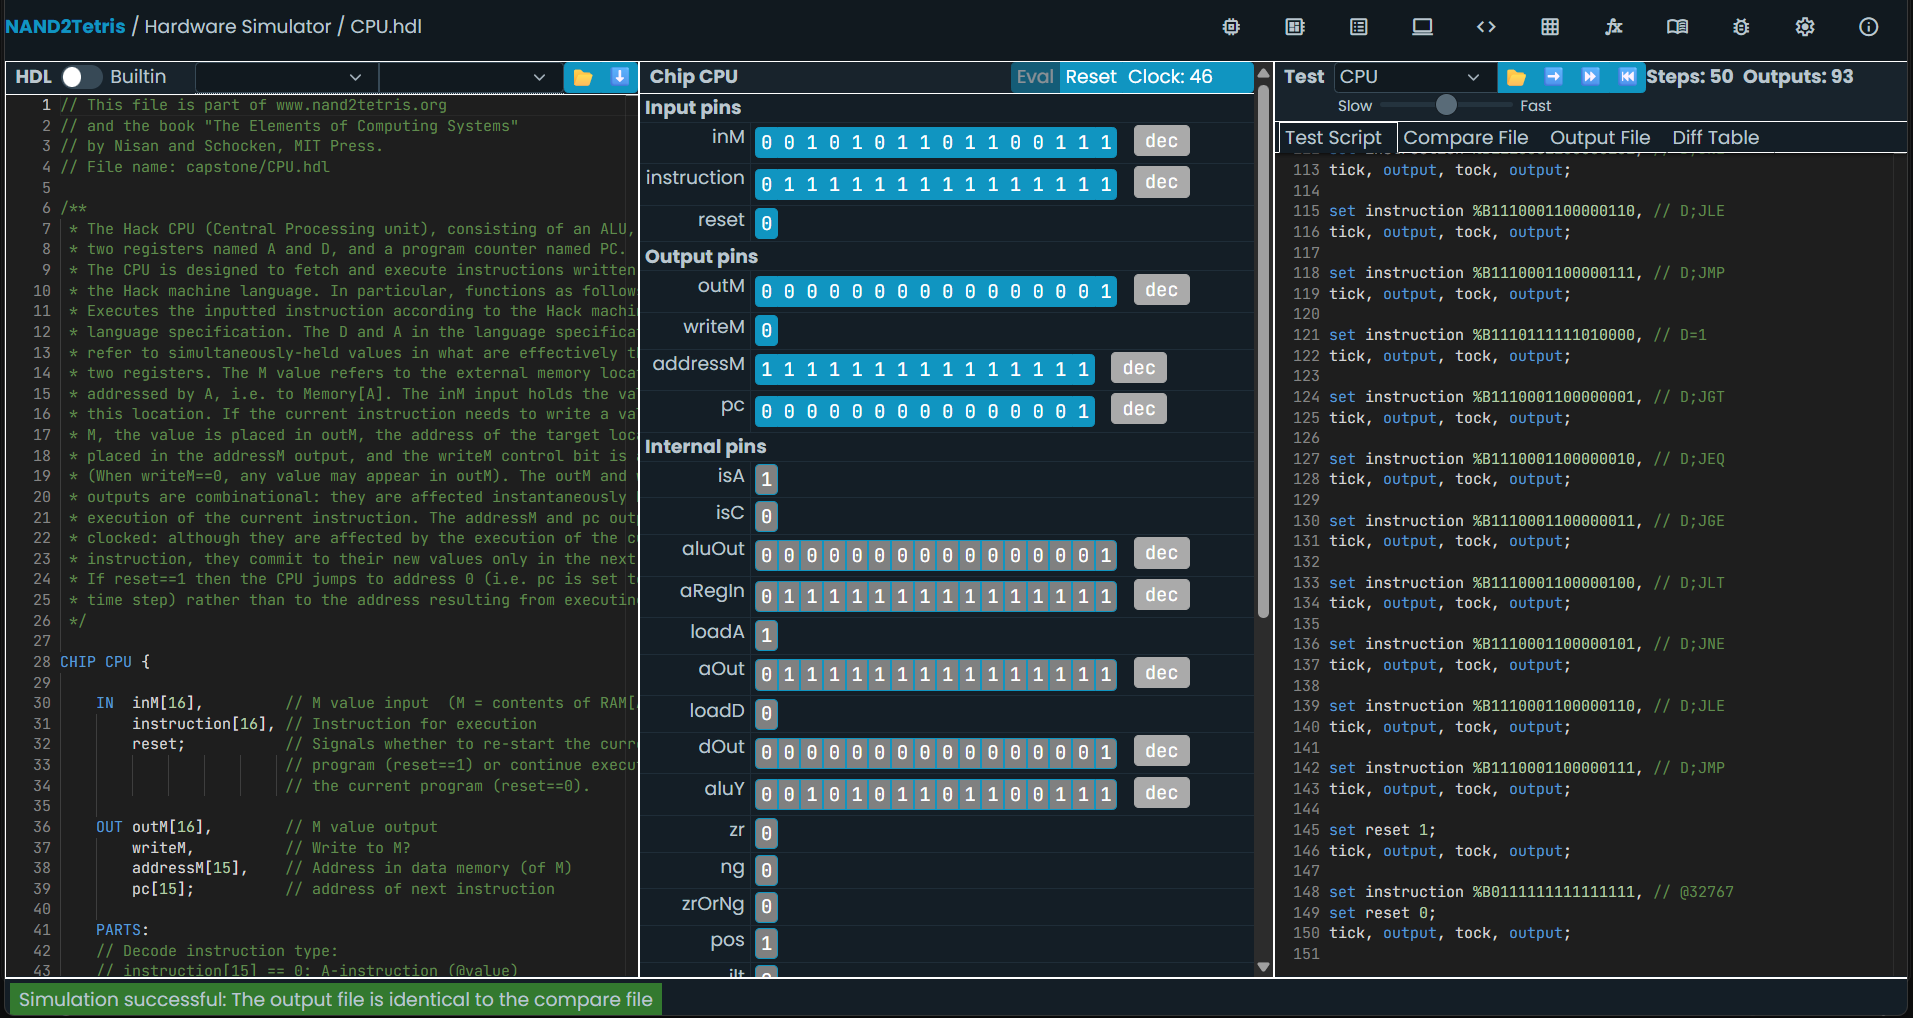 NAND2Tetris / Hardware Simulator / CPU.hdl
HDL Builtin
1 // This file is part of www.nand2tetris.org
2 // and the book "The Elements of Computing Systems"
3 // by Nisan and Schocken, MIT Press.
4 // File name: capstone/CPU.hdl
5
6 /**
7 * The Hack CPU (Central Processing unit), consisting of an ALU,
8 * two registers named A and D, and a program counter named PC.
9 * The CPU is designed to fetch and execute instructions written
10 * the Hack machine language. In particular, functions as follow
11 * Executes the inputted instruction according to the Hack machi
12 * language specification. The D and A in the language specifica
13 * refer to simultaneously-held values in what are effectively t
14 * two registers. The M value refers to the external memory loca
15 * addressed by A, i.e. to Memory[A]. The inM input holds the va
16 * this location. If the current instruction needs to write a va
17 * M, the value is placed in outM, the address of the target loc
18 * placed in the addressM output, and the writeM control bit is
19 * (When writeM==0, any value may appear in outM). The outM and
20 * outputs are combinational: they are affected instantaneously
21 * execution of the current instruction. The addressM and pc out
22 * clocked: although they are affected by the execution of the c
23 * instruction, they commit to their new values only in the next
24 * If reset==1 then the CPU jumps to address 0 (i.e. pc is set t
25 * time step) rather than to the address resulting from executin
26 */
27
28 CHIP CPU {
29
30 IN inM[16], // M value input (M = contents of RAM[
31 instruction[16], // Instruction for execution
32 reset; // Signals whether to re-start the curr
33 // program (reset==1) or continue execu
34 // the current program (reset==0).
35
36 OUT outM[16], // M value output
37 writeM, // Write to M?
38 addressM[15], // Address in data memory (of M)
39 pc[15]; // address of next instruction
40
41 PARTS:
42 // Decode instruction type:
43 // instruction[15] == 0: A-instruction (@value)
Chip CPU Eval Reset Clock: 46
Input pins
inM 0 0 1 0 1 0 1 1 0 1 1 0 0 1 1 1 dec
instruction 0 1 1 1 1 1 1 1 1 1 1 1 1 1 1 1 dec
reset 0
Output pins
outM 0 0 0 0 0 0 0 0 0 0 0 0 0 0 0 1 dec
writeM 0
addressM 1 1 1 1 1 1 1 1 1 1 1 1 1 1 1 dec
pc 0 0 0 0 0 0 0 0 0 0 0 0 0 0 1 dec
Internal pins
isA 1
isC 0
aluOut 0 0 0 0 0 0 0 0 0 0 0 0 0 0 0 1 dec
aRegIn 0 1 1 1 1 1 1 1 1 1 1 1 1 1 1 1 dec
loadA 1
aOut 0 1 1 1 1 1 1 1 1 1 1 1 1 1 1 1 dec
loadD 0
dOut 0 0 0 0 0 0 0 0 0 0 0 0 0 0 0 1 dec
aluY 0 0 1 0 1 0 1 1 0 1 1 0 0 1 1 1 dec
zr 0
ng 0
zrOrNg 0
pos 1
Test CPU Steps: 50 Outputs: 93
Slow Fast
Test Script Compare File Output File Diff Table
113 tick, output, tock, output;
114
115 set instruction %B1110001100000110, // D;JLE
116 tick, output, tock, output;
117
118 set instruction %B1110001100000111, // D;JMP
119 tick, output, tock, output;
120
121 set instruction %B1110111111010000, // D=1
122 tick, output, tock, output;
123
124 set instruction %B1110001100000001, // D;JGT
125 tick, output, tock, output;
126
127 set instruction %B1110001100000010, // D;JEQ
128 tick, output, tock, output;
129
130 set instruction %B1110001100000011, // D;JGE
131 tick, output, tock, output;
132
133 set instruction %B1110001100000100, // D;JLT
134 tick, output, tock, output;
135
136 set instruction %B1110001100000101, // D;JNE
137 tick, output, tock, output;
138
139 set instruction %B1110001100000110, // D;JLE
140 tick, output, tock, output;
141
142 set instruction %B1110001100000111, // D;JMP
143 tick, output, tock, output;
144
145 set reset 1;
146 tick, output, tock, output;
147
148 set instruction %B0111111111111111, // @32767
149 set reset 0;
150 tick, output, tock, output;
151
Simulation successful: The output file is identical to the compare file